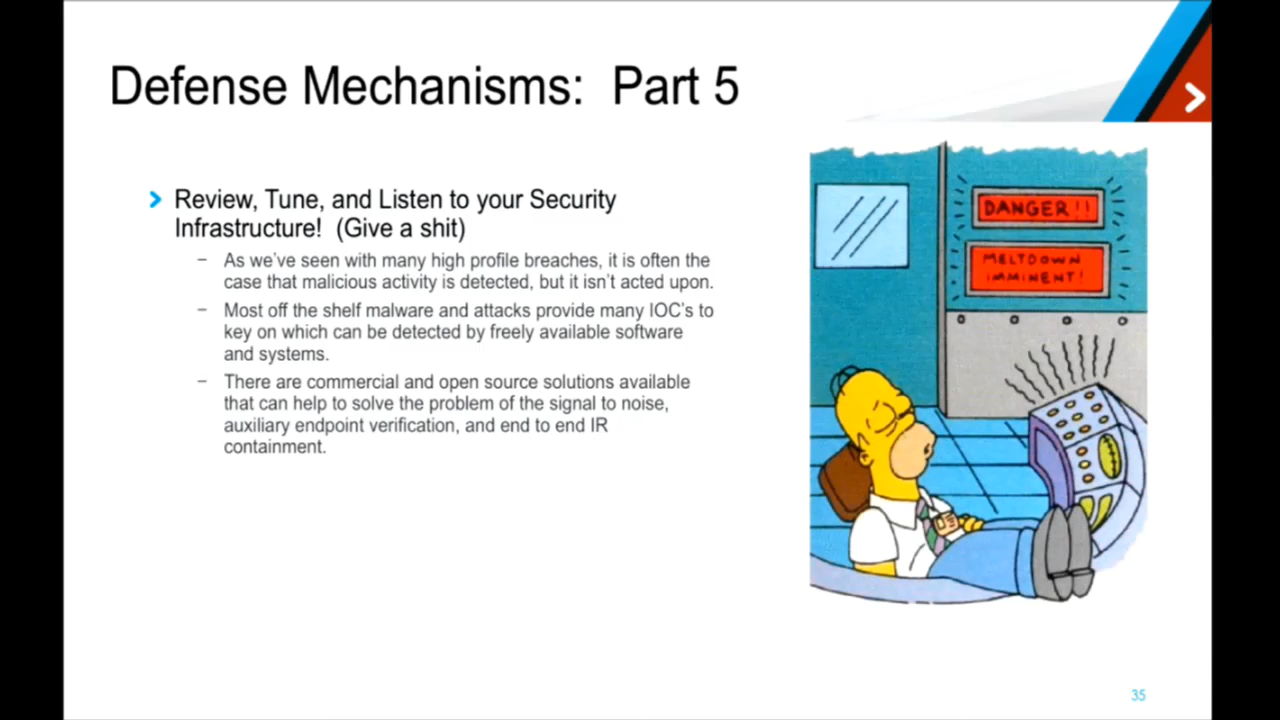 Defense Mechanisms:  Part 5
Review, Tune, and Listen to your Security
Infrastructure!  (Give a shit)
– As we've seen with many high profile breaches, it is often the
case that malicious activity is detected, but it isn't acted upon.
– Most off the shelf malware and attacks provide many IOC's to
key on which can be detected by freely available software
and systems.
– There are commercial and open source solutions available
that can help to solve the problem of the signal to noise,
auxiliary endpoint verification, and end to end IR
containment.
DANGER!!
MELTDOWN
IMMINENT!
35